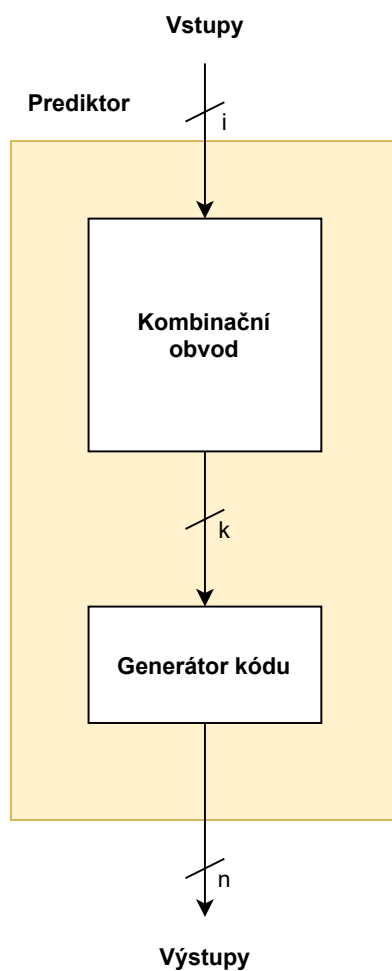 Vstupy
Prediktor
i
Kombinační
obvod
k
Generátor kódu
n
Výstupy